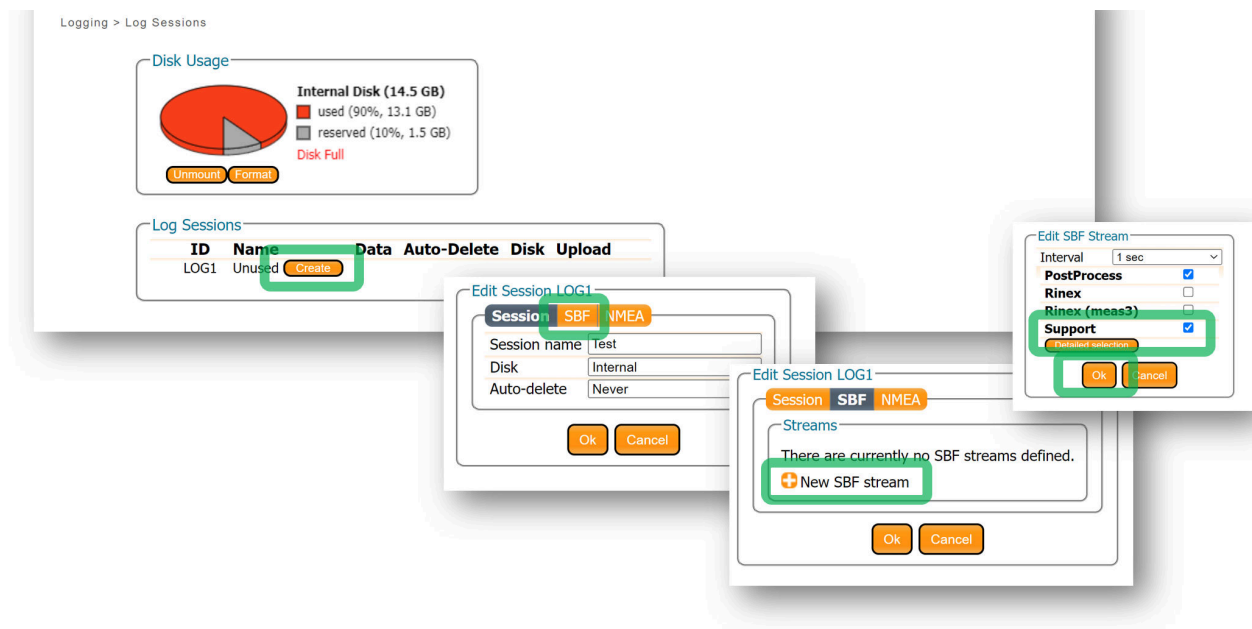 Logging > Log Sessions
Disk Usage
Internal Disk (14.5 GB)
used (90%, 13.1 GB)
reserved (10%, 1.5 GB)
Disk Full
Unmount Format
Log Sessions
ID Name Data Auto-Delete Disk Upload
LOG1 Unused Create
Edit Session LOG1
Session SBF NMEA
Session name Test
Disk Internal
Auto-delete Never
Ok Cancel
Edit Session LOG1
Session SBF NMEA
Streams
There are currently no SBF streams defined.
New SBF stream
Ok Cancel
Edit SBF Stream
Interval 1 sec
PostProcess
Rinex
Rinex (meas3)
Support
Detailed selection
Ok Cancel